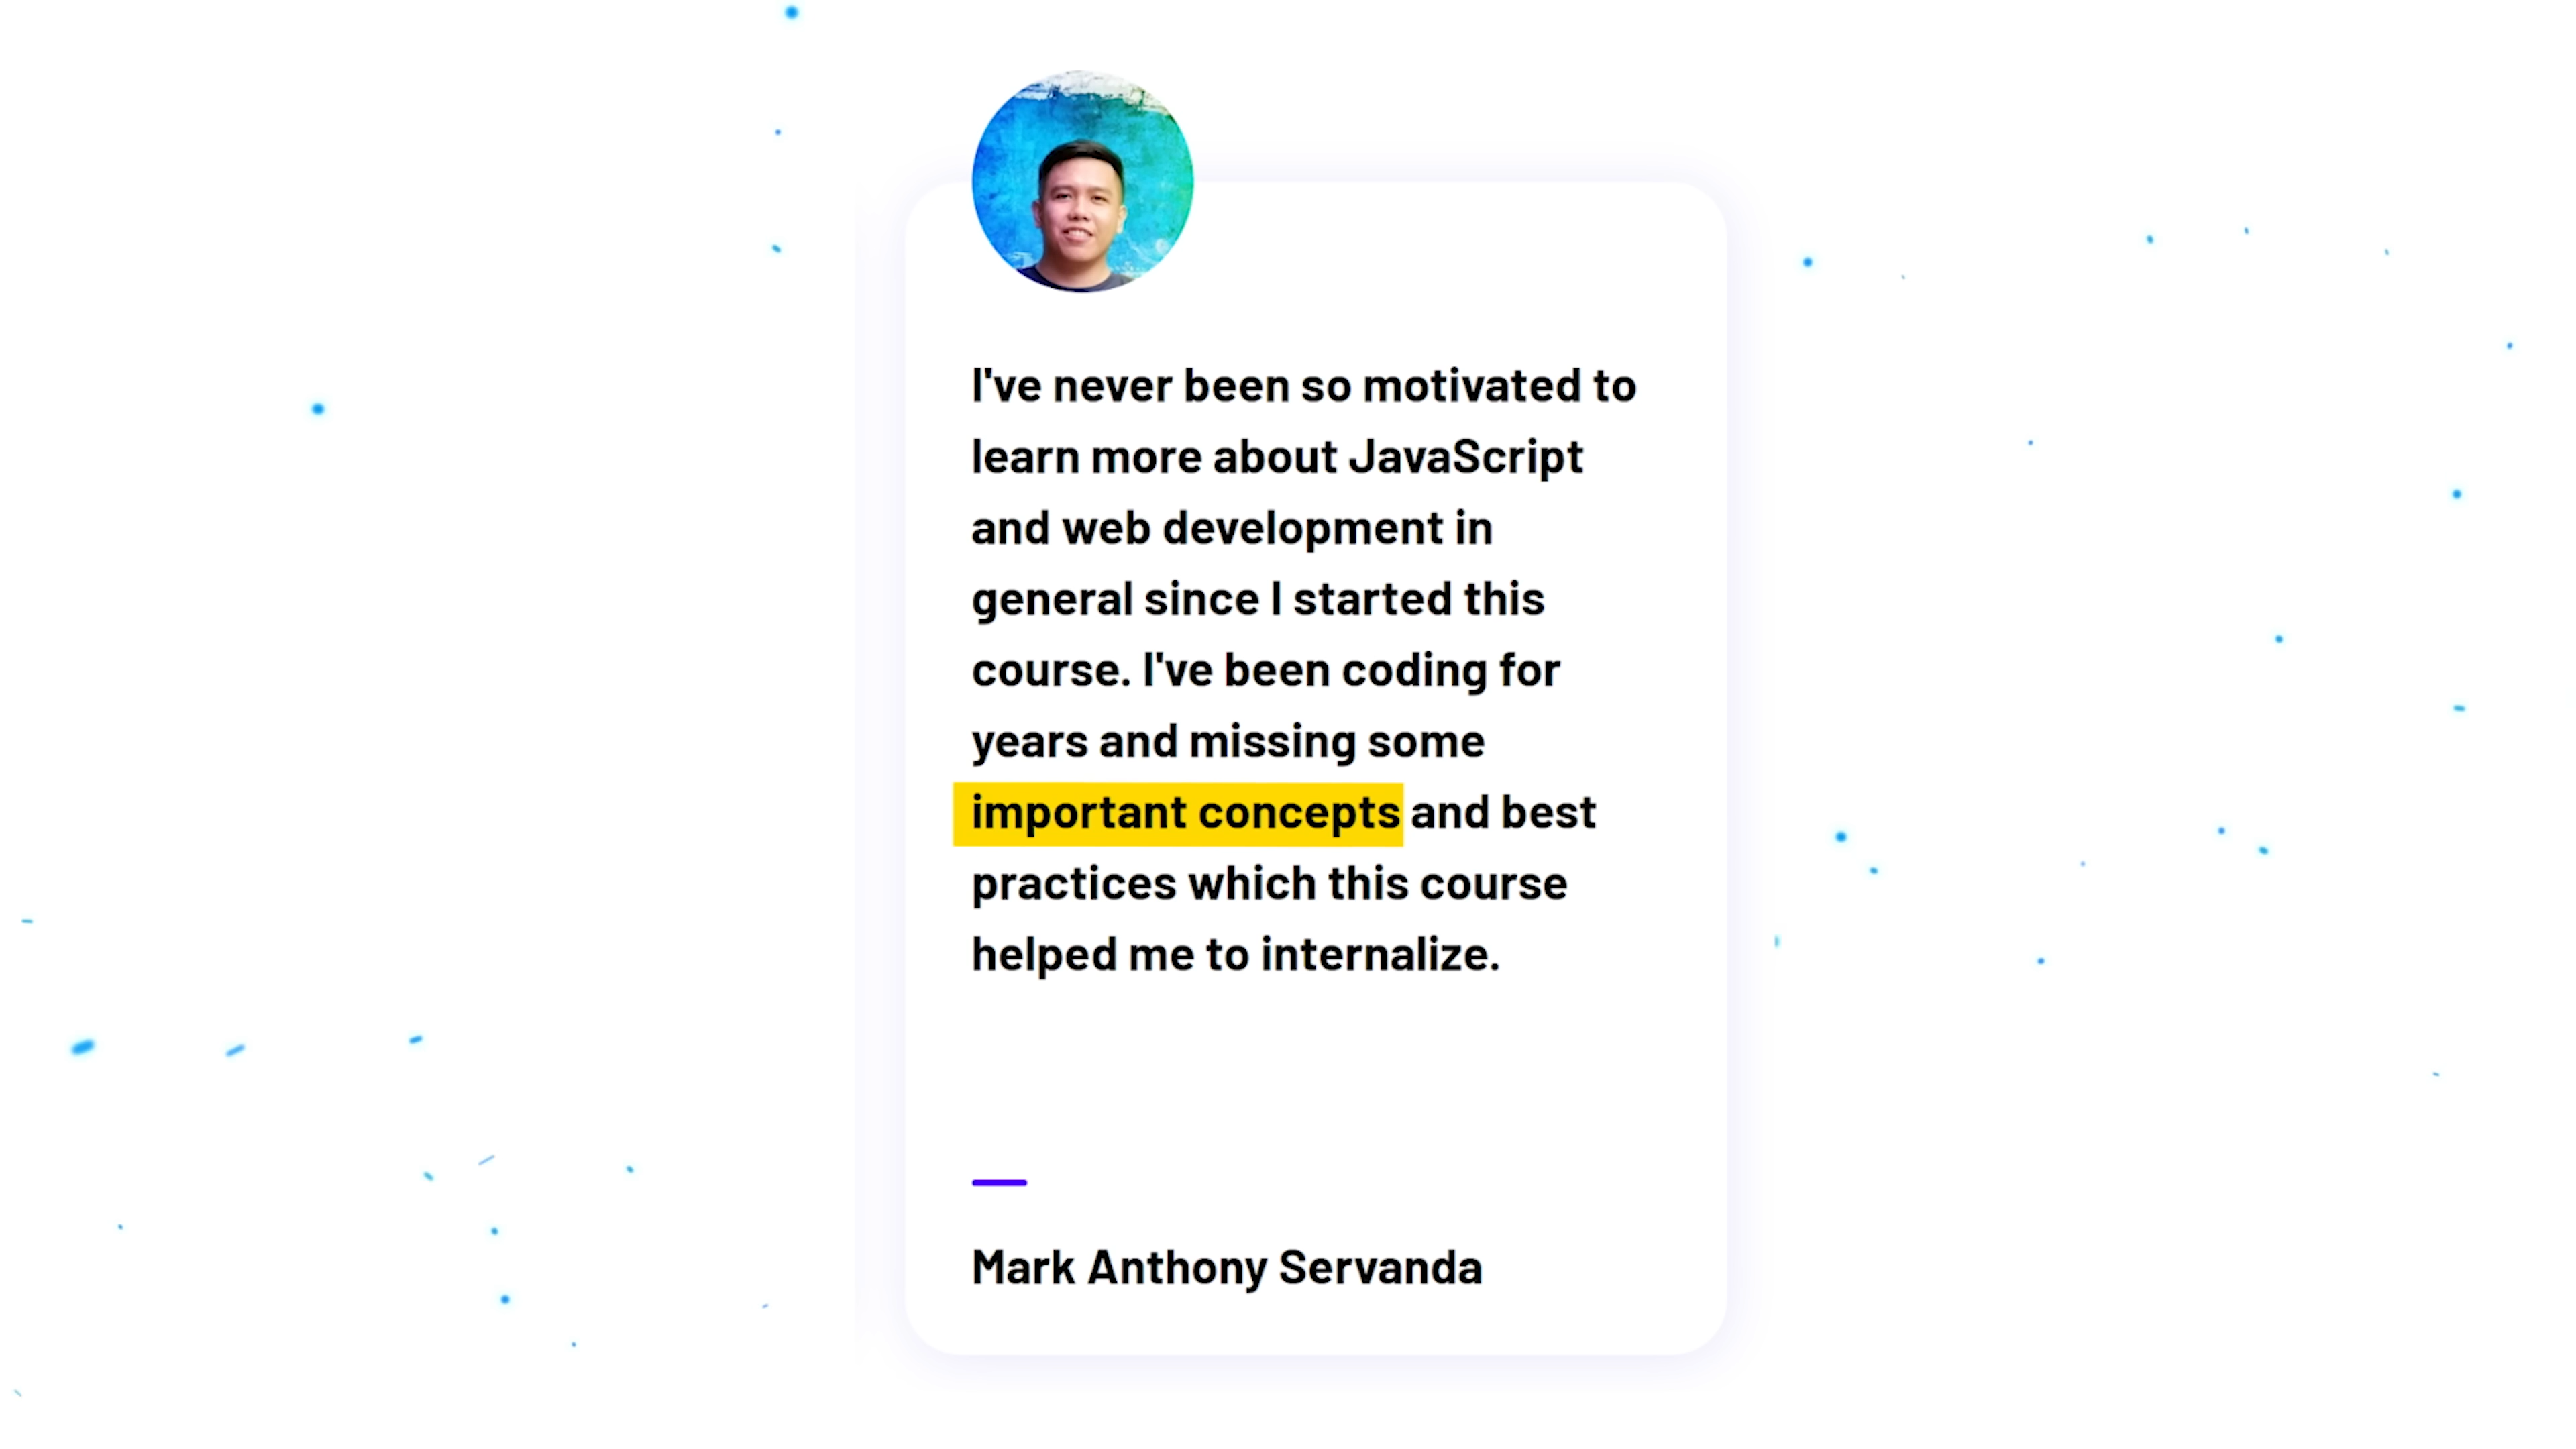 I've never been so motivated to
learn more about JavaScript
and web development in
general since I started this
course. I've been coding for
years and missing some
important concepts and best
practices which this course
helped me to internalize.
Mark Anthony Servanda